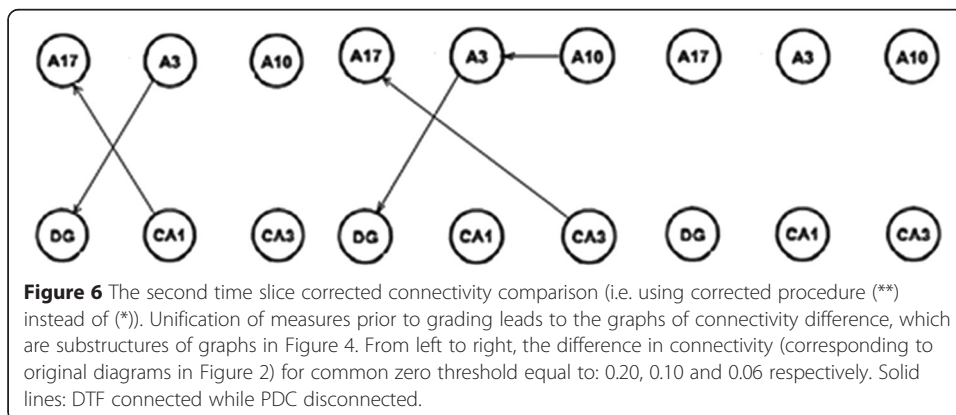 A17 A3 A10 A17 A3 A10 A17 A3 A10
DG CA1 CA3 DG CA1 CA3 DG CA1 CA3
Figure 6 The second time slice corrected connectivity comparison (i.e. using corrected procedure (**)
instead of (*)). Unification of measures prior to grading leads to the graphs of connectivity difference, which
are substructures of graphs in Figure 4. From left to right, the difference in connectivity (corresponding to
original diagrams in Figure 2) for common zero threshold equal to: 0.20, 0.10 and 0.06 respectively. Solid
lines: DTF connected while PDC disconnected.